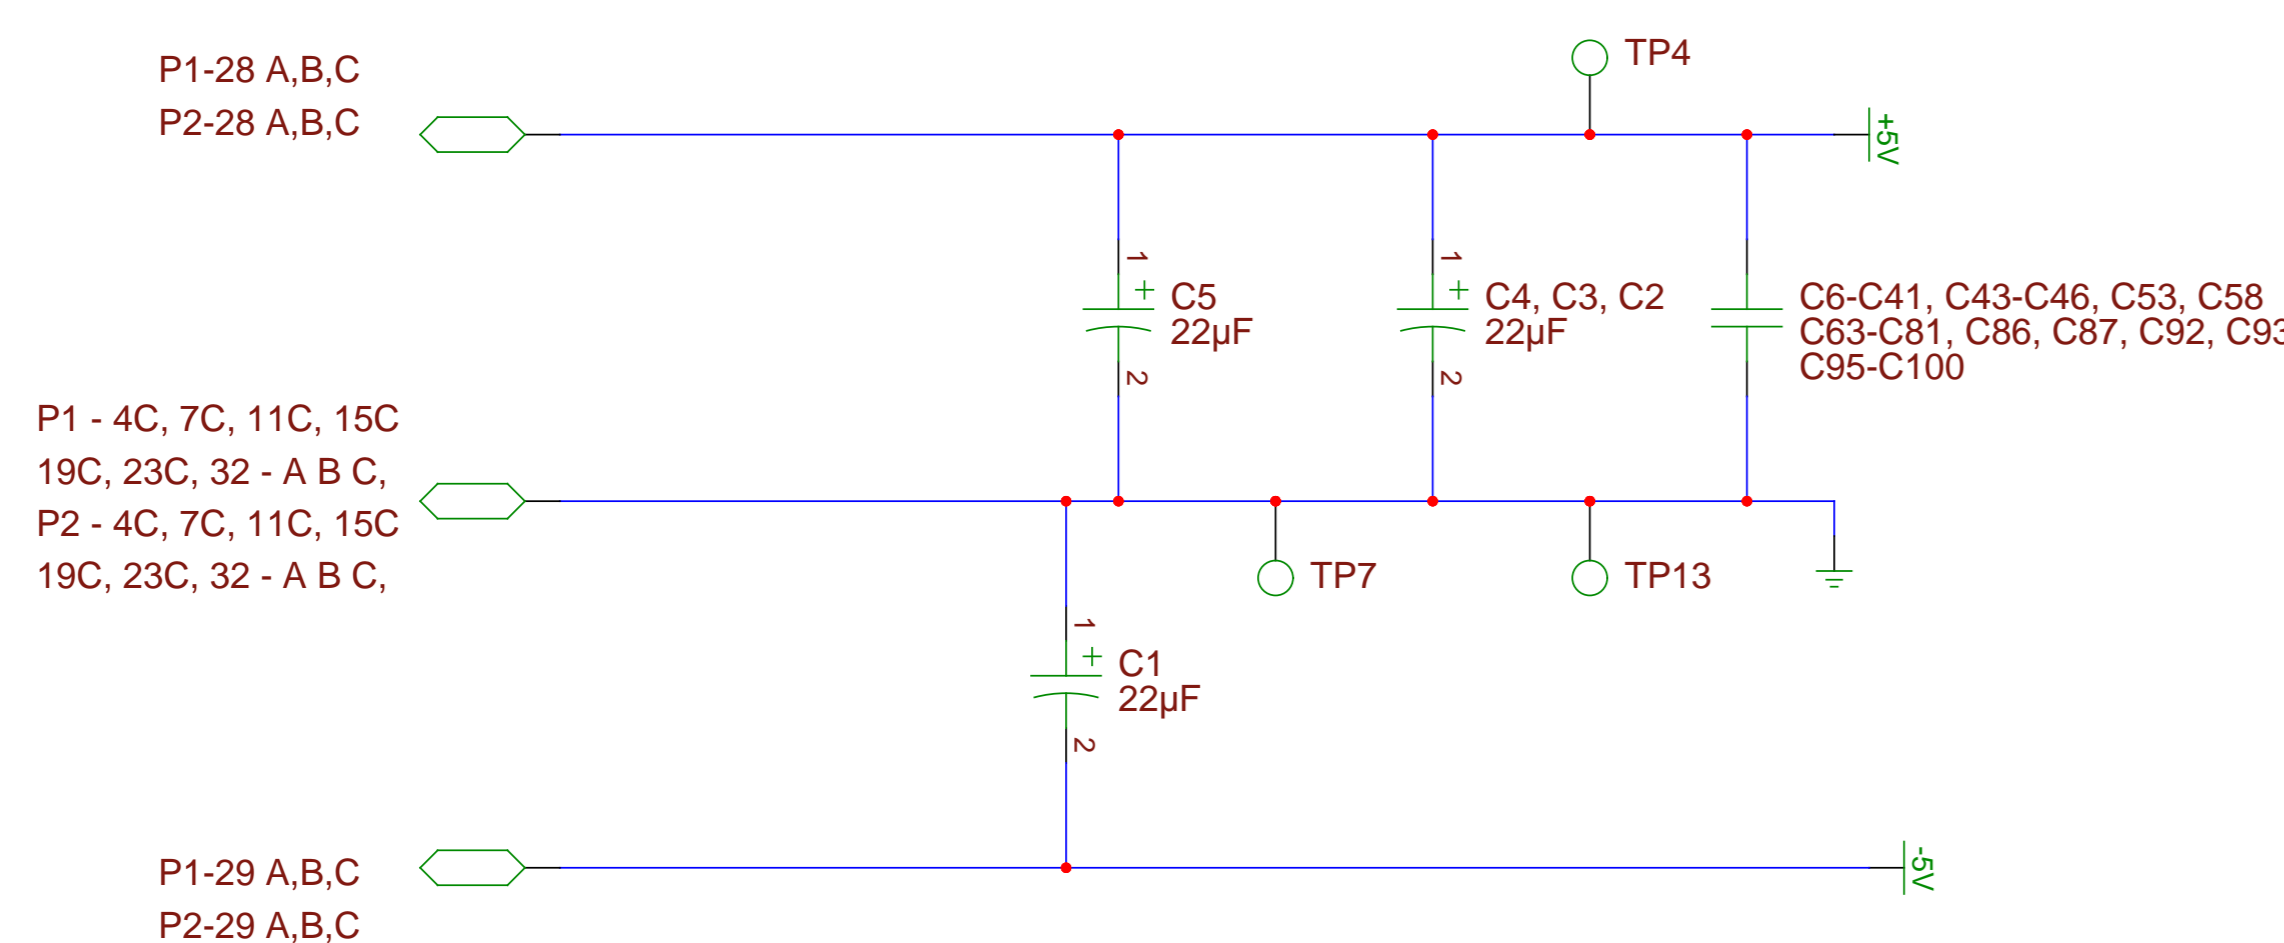 P1-28 A,B,C
P2-28 A,B,C
TP4
+5V
1
+
C5
22µF
2
1
+
C4, C3, C2
22µF
2
C6-C41, C43-C46, C53, C58
C63-C81, C86, C87, C92, C93
C95-C100
P1 - 4C, 7C, 11C, 15C
19C, 23C, 32 - A B C,
P2 - 4C, 7C, 11C, 15C
19C, 23C, 32 - A B C,
TP7
TP13
1
+
C1
22µF
2
P1-29 A,B,C
P2-29 A,B,C
-5V